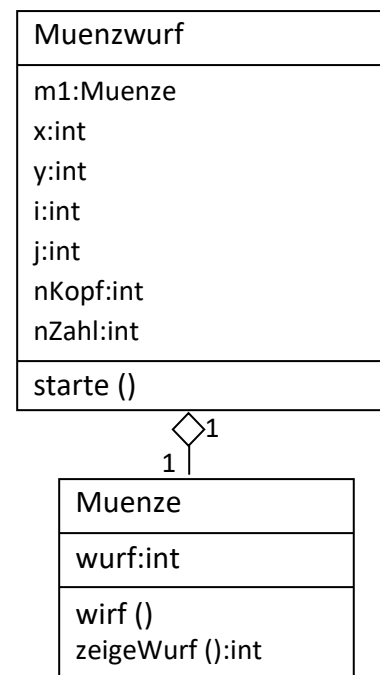 Muenzwurf
m1:Muenze
x:int
y:int
i:int
j:int
nKopf:int
nZahl:int
starte ()
1
1
Muenze
wurf:int
wirf ()
zeigeWurf ():int